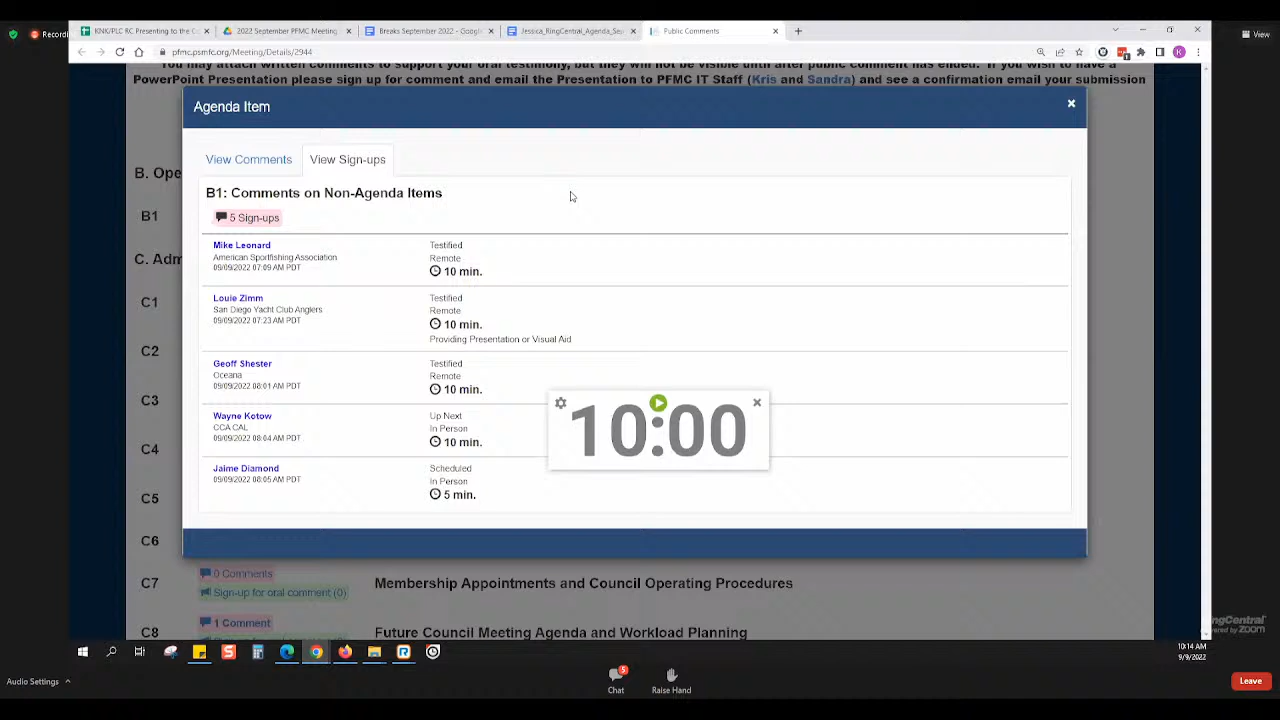 Recordi
KNK/PLC RC Presenting to the C
2022 September PFMC Meeting
Breaks September 2022 - Googl
Jessica_RingCentral_Agenda_Se
Public Comments
View
pfmc.psmfc.org/Meeting/Details/2944
K
You may attach written comments to support your oral testimony, but they will not be visible until after public comment has ended. If you wish to have a
PowerPoint Presentation please sign up for comment and email the Presentation to PFMC IT Staff (Kris and Sandra) and see a confirmation email your submission
Agenda Item
View Comments
View Sign-ups
B. Ope
B1: Comments on Non-Agenda Items
B1
5 Sign-ups
Mike Leonard
American Sportfishing Association
09/09/2022 07:09 AM PDT
Testified
Remote
10 min.
C. Adm
C1
Louie Zimm
San Diego Yacht Club Anglers
09/09/2022 07:23 AM PDT
Testified
Remote
10 min.
Providing Presentation or Visual Aid
C2
Geoff Shester
Oceana
09/09/2022 08:01 AM PDT
Testified
Remote
10 min.
C3
Wayne Kotow
CCA CAL
09/09/2022 08:04 AM PDT
Up Next
In Person
10 min.
10:00
C4
Jaime Diamond
09/09/2022 08:05 AM PDT
Scheduled
In Person
5 min.
C5
C6
C7
0 Comments
Sign-up for oral comment (0)
Membership Appointments and Council Operating Procedures
C8
1 Comment
Future Council Meeting Agenda and Workload Planning
ngCentral
powered by zoom
10:14 AM
9/9/2022
Audio Settings
5
Chat
Raise Hand
Leave